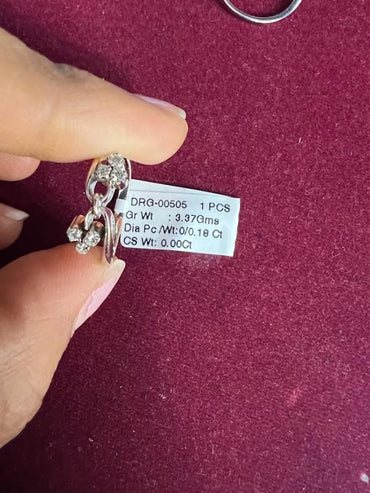 DRG-00505 1 PCS
Gr Wt : 3.37Gms
Dia Pc/Wt:0/0.18 Ct
CS Wt: 0.00Ct